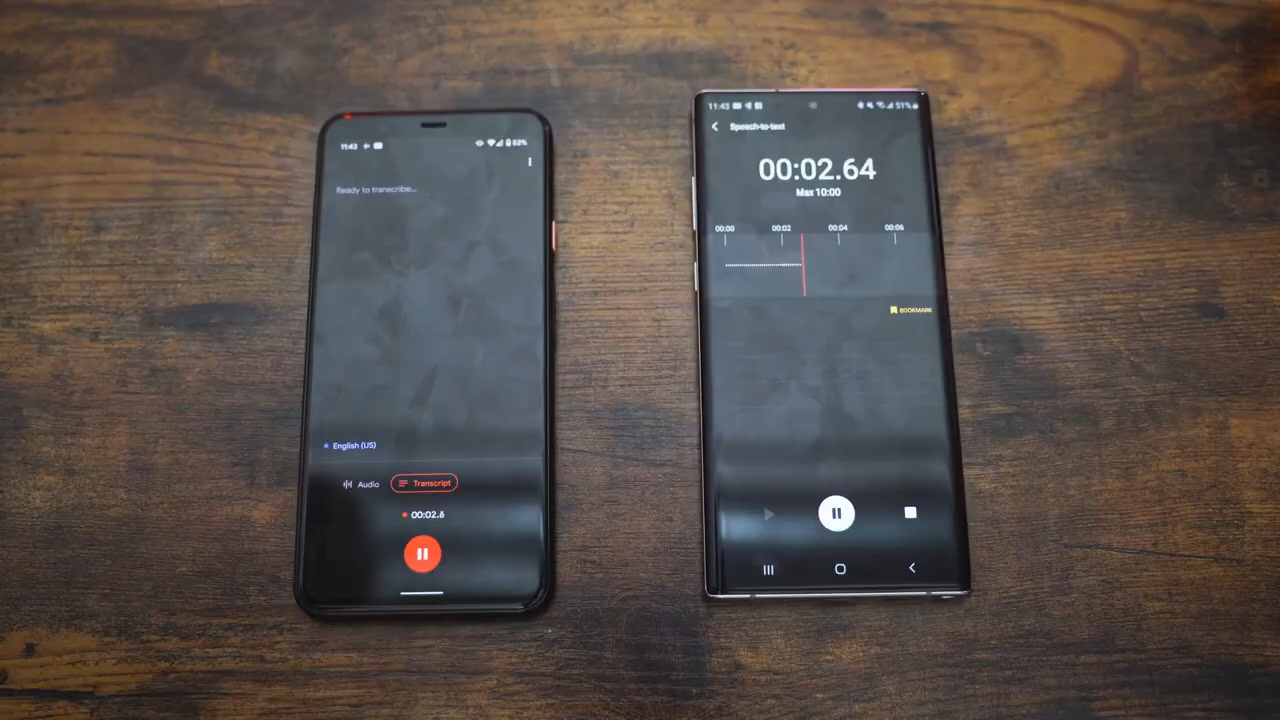 11:43
63%
Ready to transcribe...
English (US)
Audio
Transcript
00:02.6
11:43
51%
Speech-to-text
00:02.64
Max 10:00
00:00 00:02 00:04 00:06
BOOKMARK